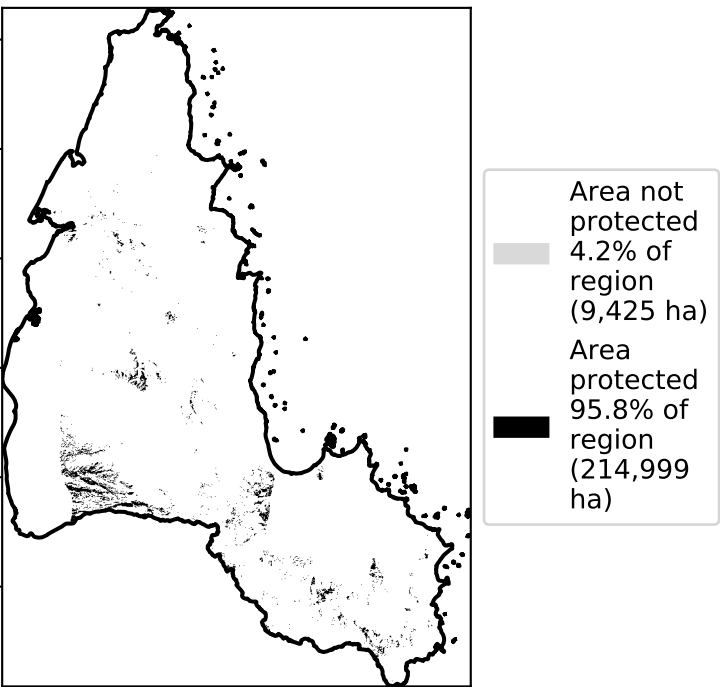 Area not
protected
4.2% of
region
(9,425 ha)
Area
protected
95.8% of
region
(214,999
ha)